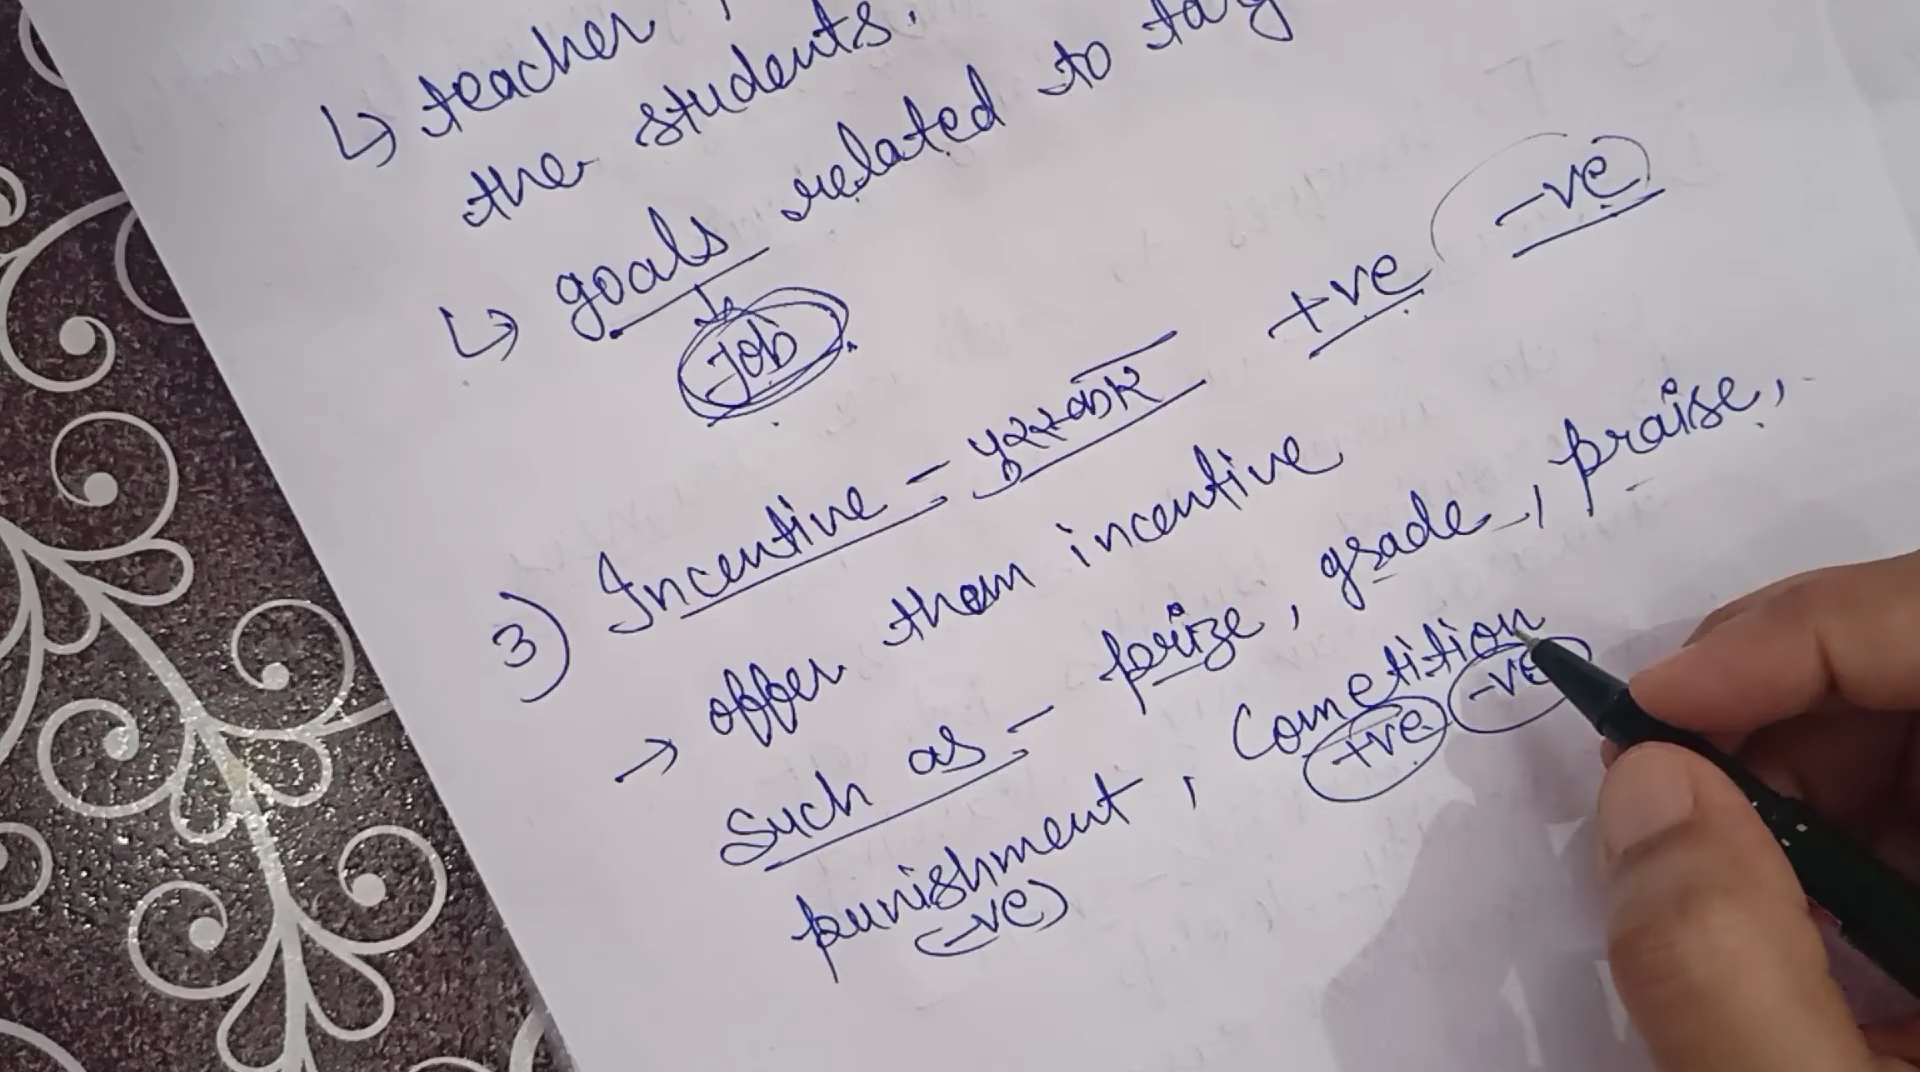 ↳ teacher
the students.
↳ goals related to
Job
3) Incentive = पुरस्कार +ve -ve
→ offer them incentive
Such as :- prize, grade, praise,
punishment, Cometition
-ve +ve -ve